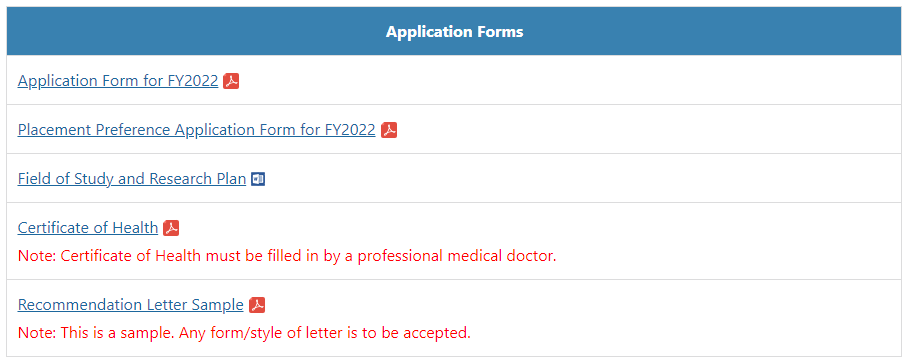 Application Forms
Application Form for FY2022
Placement Preference Application Form for FY2022
Field of Study and Research Plan
Certificate of Health
Note: Certificate of Health must be filled in by a professional medical doctor.
Recommendation Letter Sample
Note: This is a sample. Any form/style of letter is to be accepted.